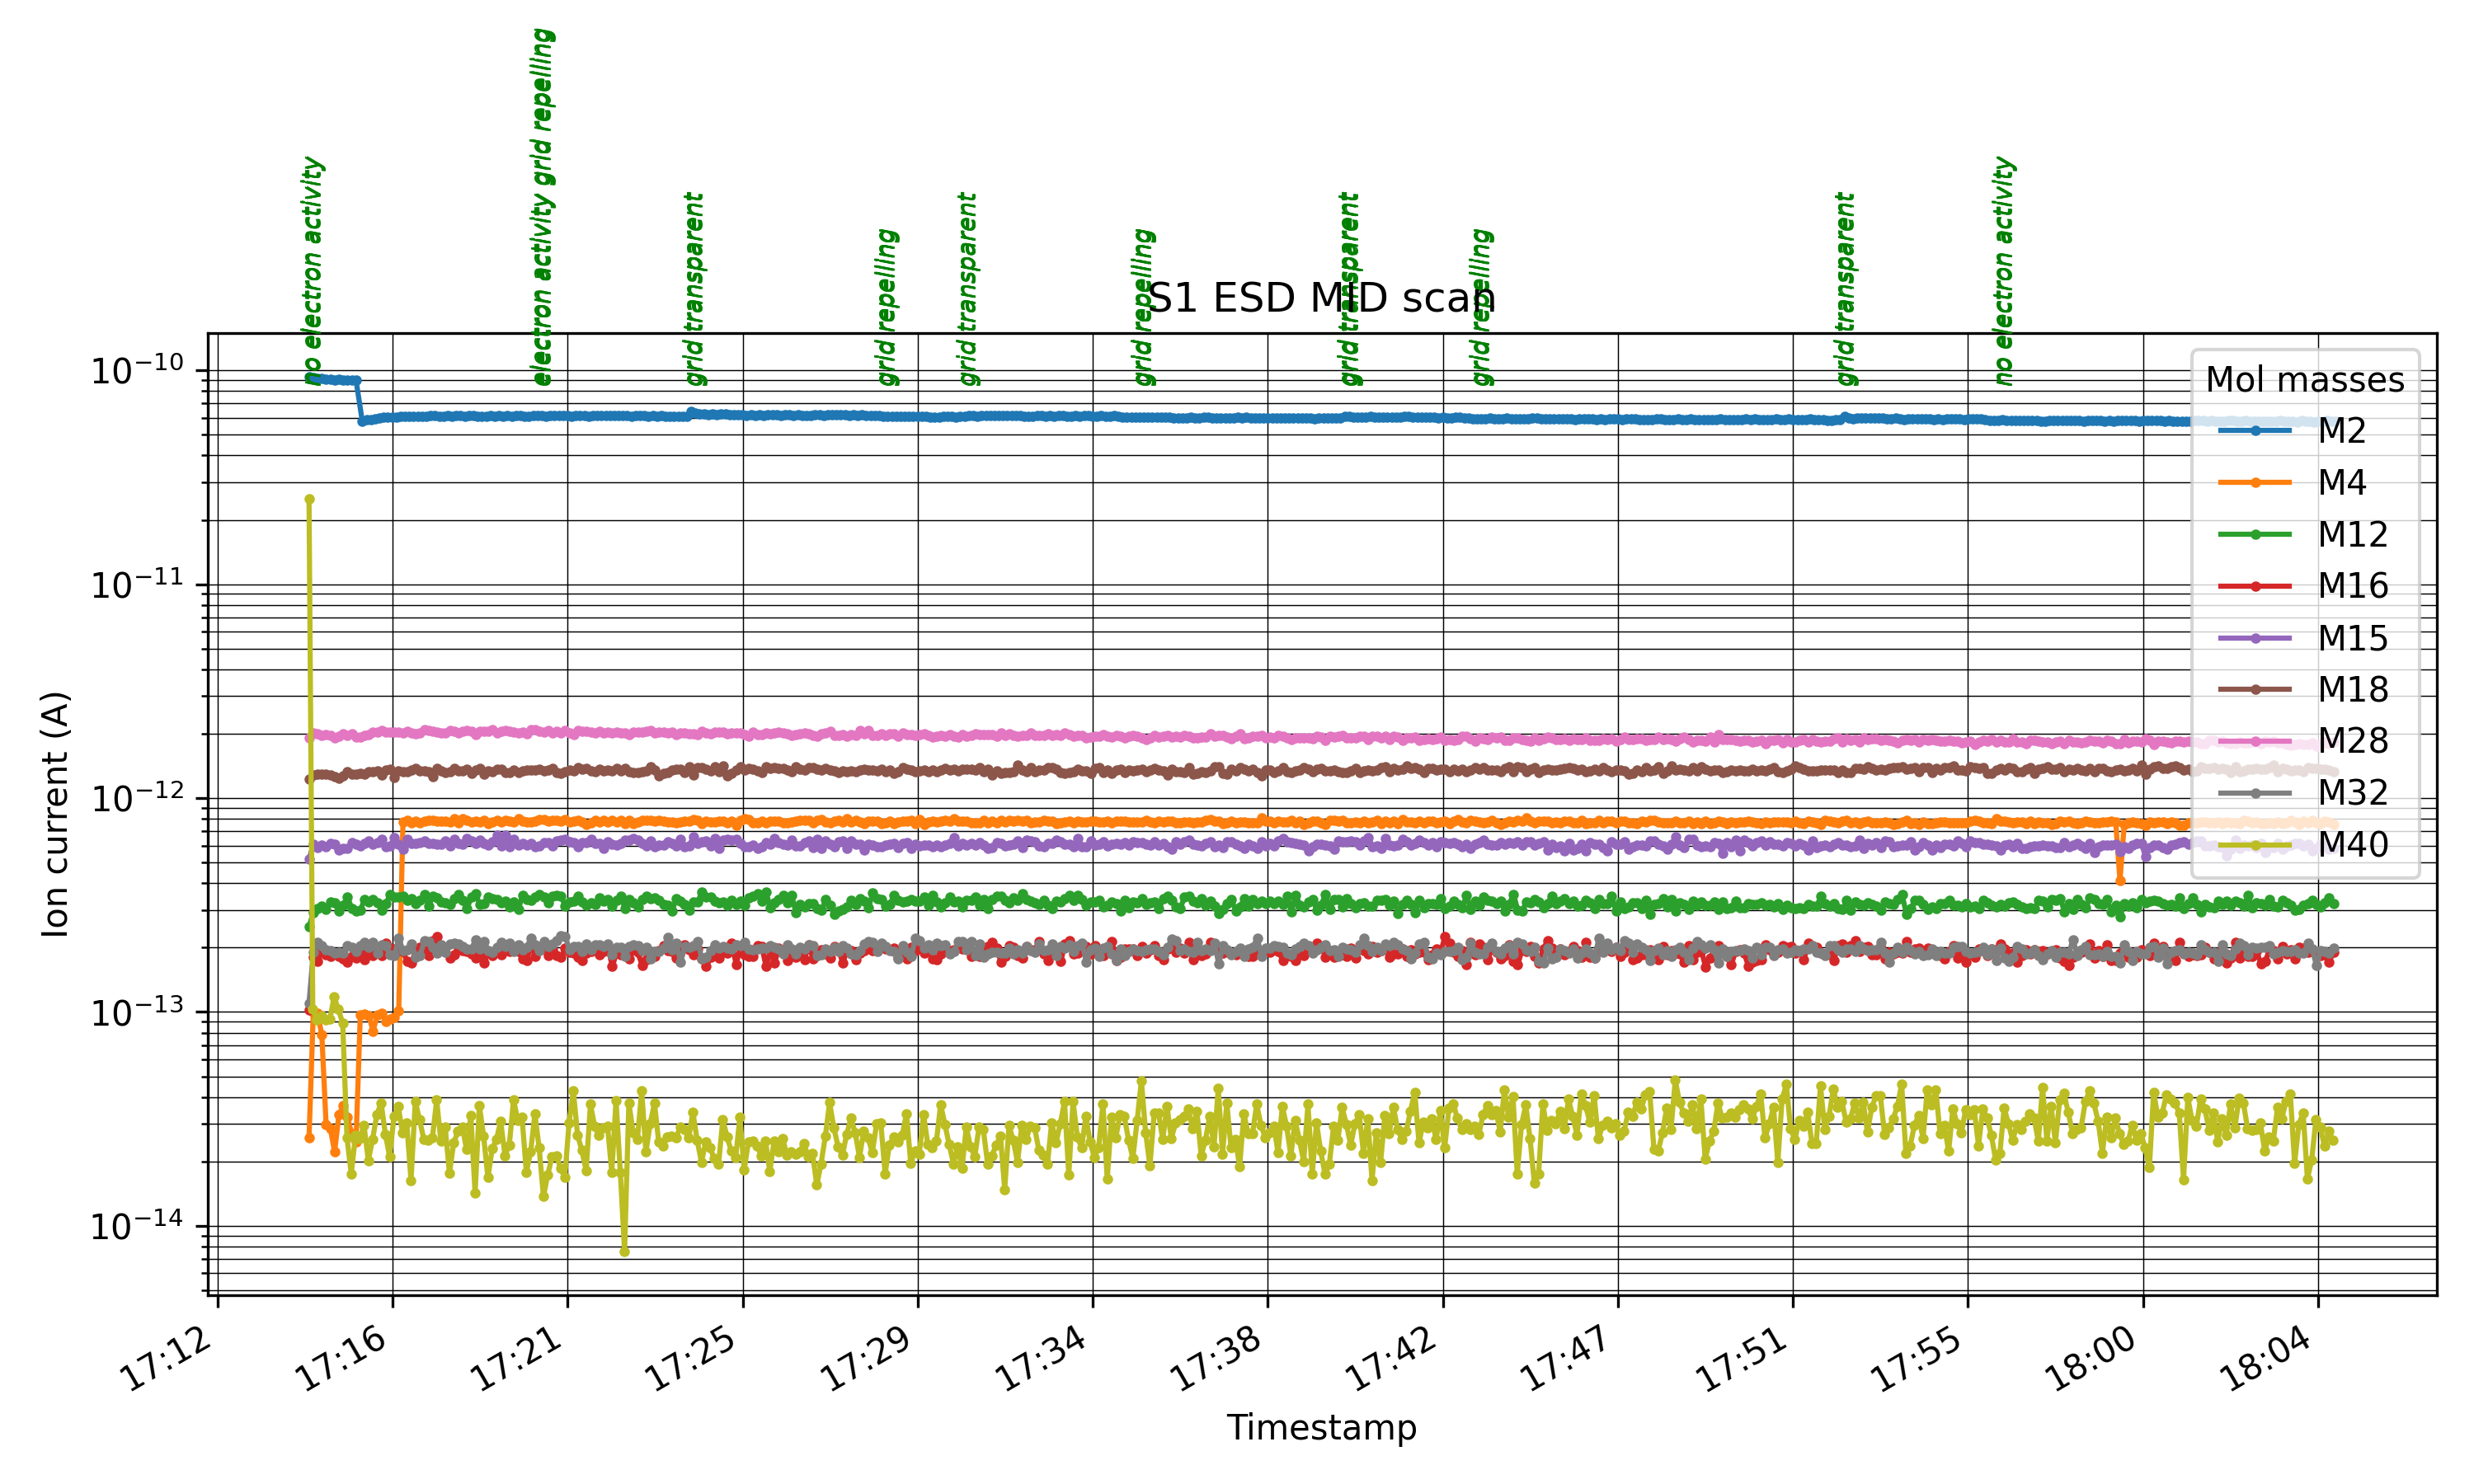 no electron activity
electron activity grid repelling
grid transparent
grid repelling
grid transparent
grid repelling
grid transparent
grid repelling
grid transparent
no electron activity
S1 ESD MID scan
Ion current (A)
10⁻¹⁰
10⁻¹¹
10⁻¹²
10⁻¹³
10⁻¹⁴
Mol masses
M2
M4
M12
M16
M15
M18
M28
M32
M40
17:12
17:16
17:21
17:25
17:29
17:34
17:38
17:42
17:47
17:51
17:55
18:00
18:04
Timestamp